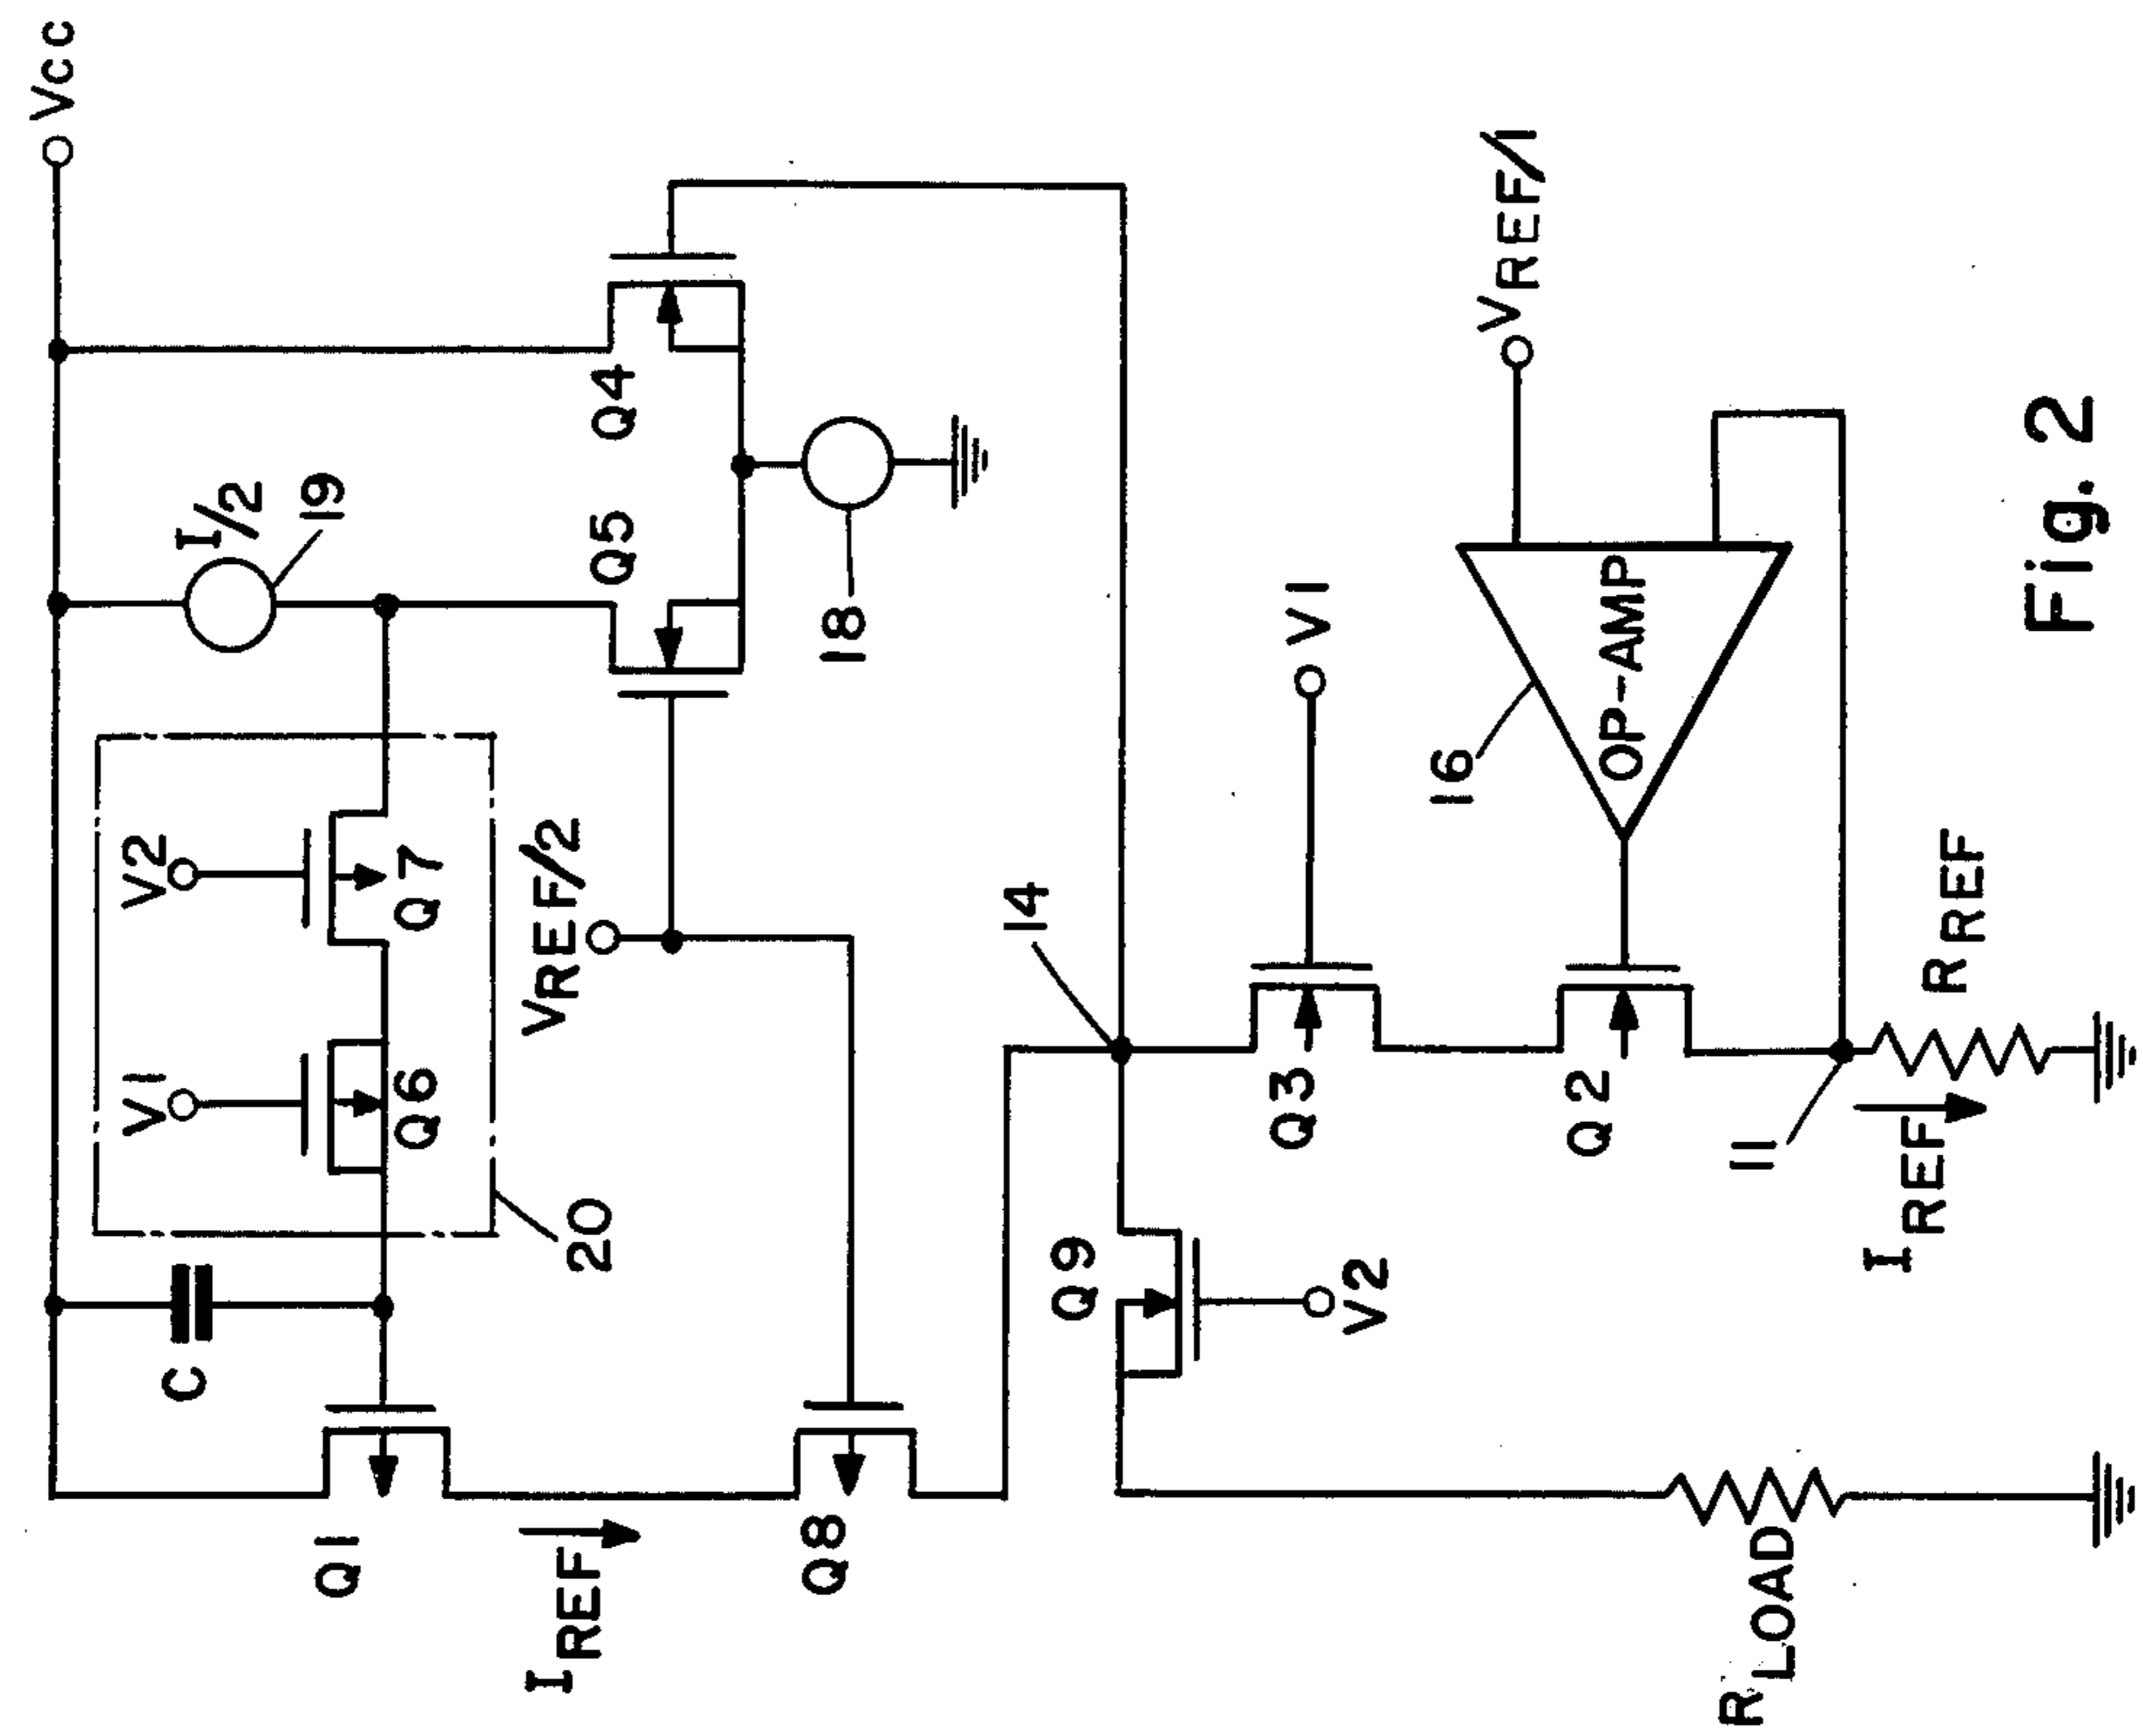 Vcc
I/2
19
V2
V1
Q7
Q6
20
C
Q1
IREF
Q5
Q4
18
VREF/2
Q8
14
Q9
V2
Q3
V1
VREF/1
16
OP-AMP
Q2
11
IREF
RREF
RLOAD
Fig. 2